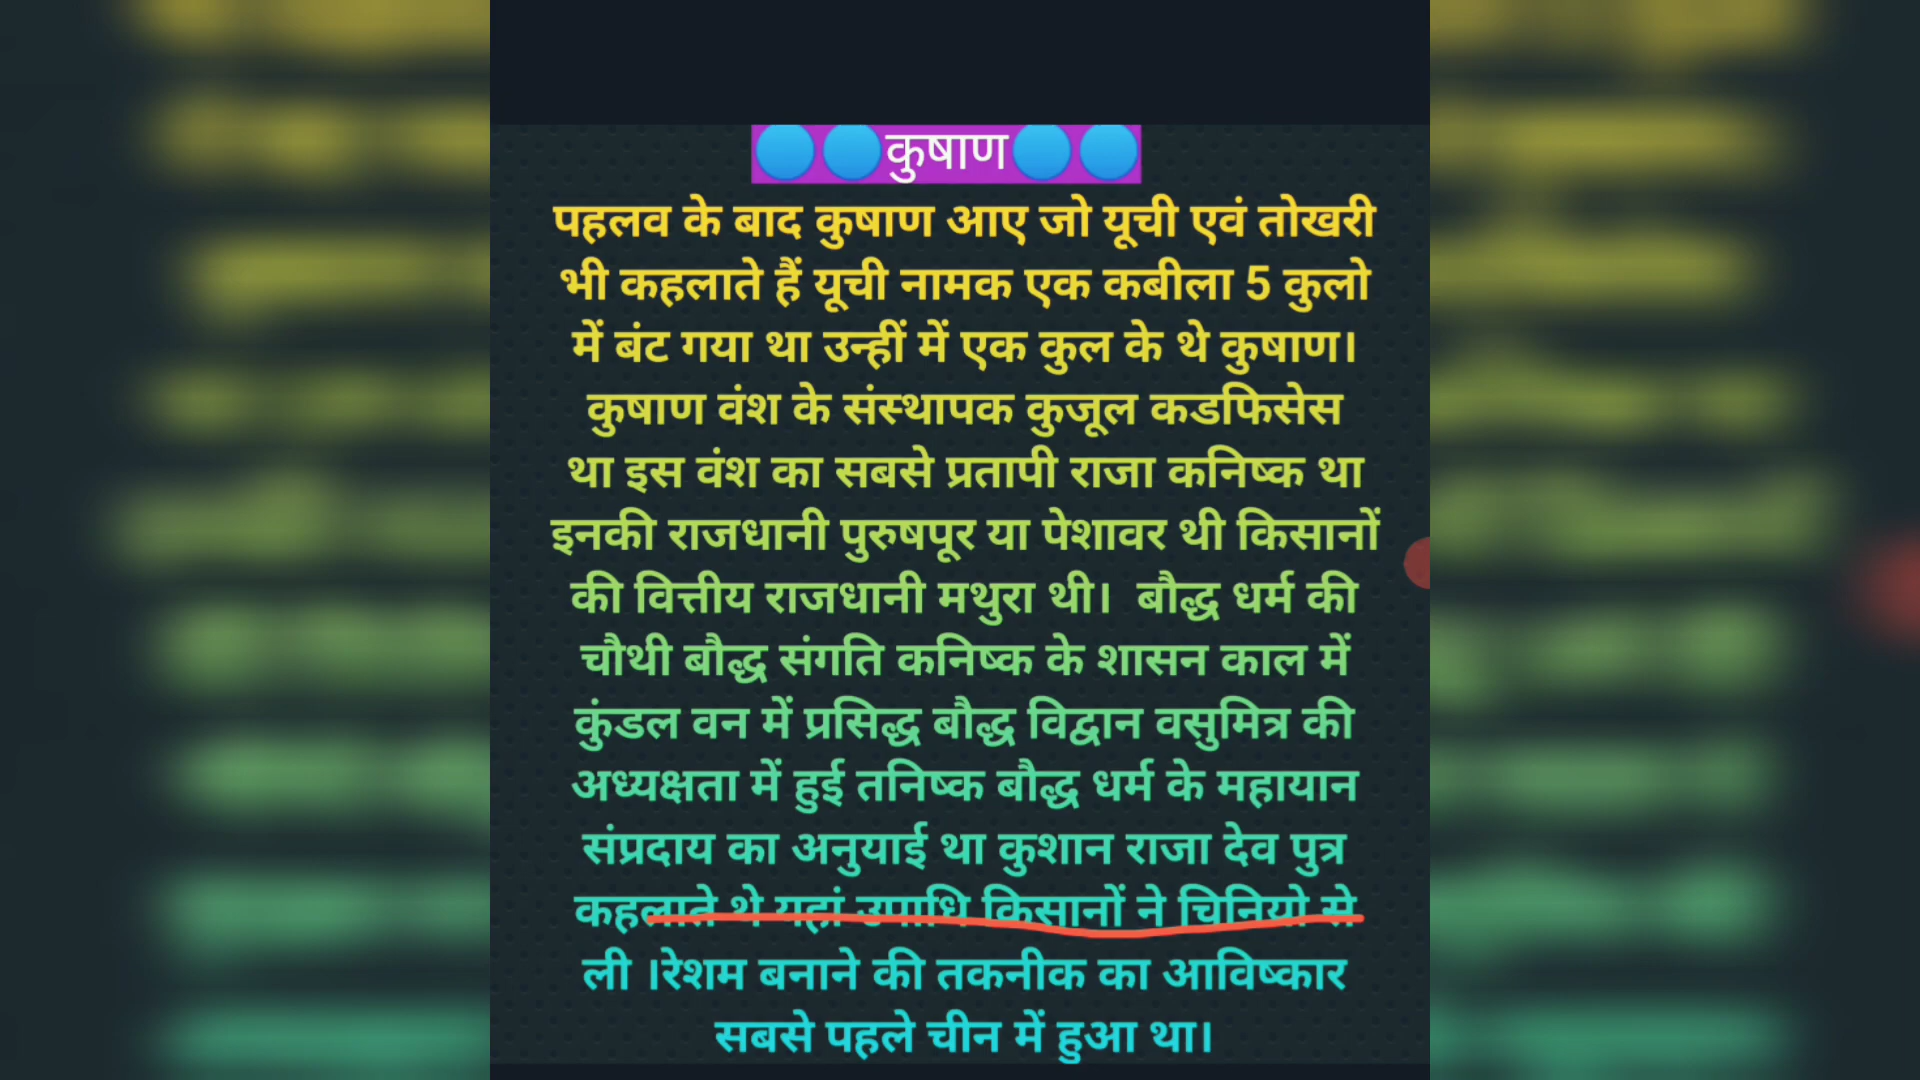 कुषाण
पहलव के बाद कुषाण आए जो यूची एवं तोखरी
भी कहलाते हैं यूची नामक एक कबीला 5 कुलो
में बंट गया था उन्हीं में एक कुल के थे कुषाण।
कुषाण वंश के संस्थापक कुजूल कडफिसेस
था इस वंश का सबसे प्रतापी राजा कनिष्क था
इनकी राजधानी पुरुषपूर या पेशावर थी किसानों
की वित्तीय राजधानी मथुरा थी। बौद्ध धर्म की
चौथी बौद्ध संगति कनिष्क के शासन काल में
कुंडल वन में प्रसिद्ध बौद्ध विद्वान वसुमित्र की
अध्यक्षता में हुई तनिष्क बौद्ध धर्म के महायान
संप्रदाय का अनुयाई था कुशान राजा देव पुत्र
कहलाते थे यहां उपाधि किसानों ने चिनियो से
ली ।रेशम बनाने की तकनीक का आविष्कार
सबसे पहले चीन में हुआ था।